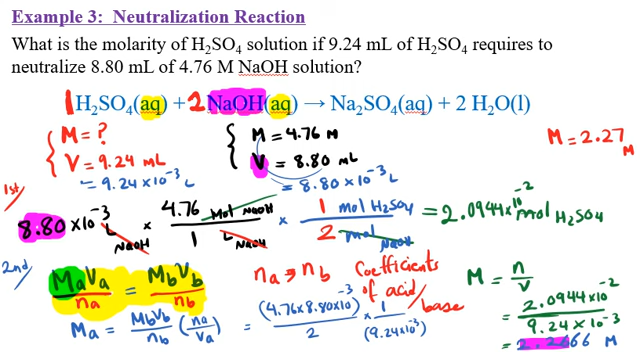 Example 3: Neutralization Reaction
What is the molarity of H₂SO₄ solution if 9.24 mL of H₂SO₄ requires to
neutralize 8.80 mL of 4.76 M NaOH solution?
1H₂SO₄(aq) + 2NaOH(aq) → Na₂SO₄(aq) + 2 H₂O(l)
M = ? M = 4.76 M M = 2.27 M
V = 9.24 mL V = 8.80 mL
= 9.24 x 10⁻³ L = 8.80 x 10⁻³ L
1st
8.80 x 10⁻³ L NaOH x 4.76 mol NaOH / 1 L NaOH x 1 mol H₂SO₄ / 2 mol NaOH = 2.0944 x 10⁻² mol H₂SO₄
2nd
MaVa / na = MbVb / nb na → nb Coefficients of acid / base M = n / V
Ma = MbVb / nb (na / Va) = (4.76 x 8.80 x 10⁻³) / 2 x 1 / (9.24 x 10⁻³) = 2.0944 x 10⁻² / 9.24 x 10⁻³
= 2.2666 M